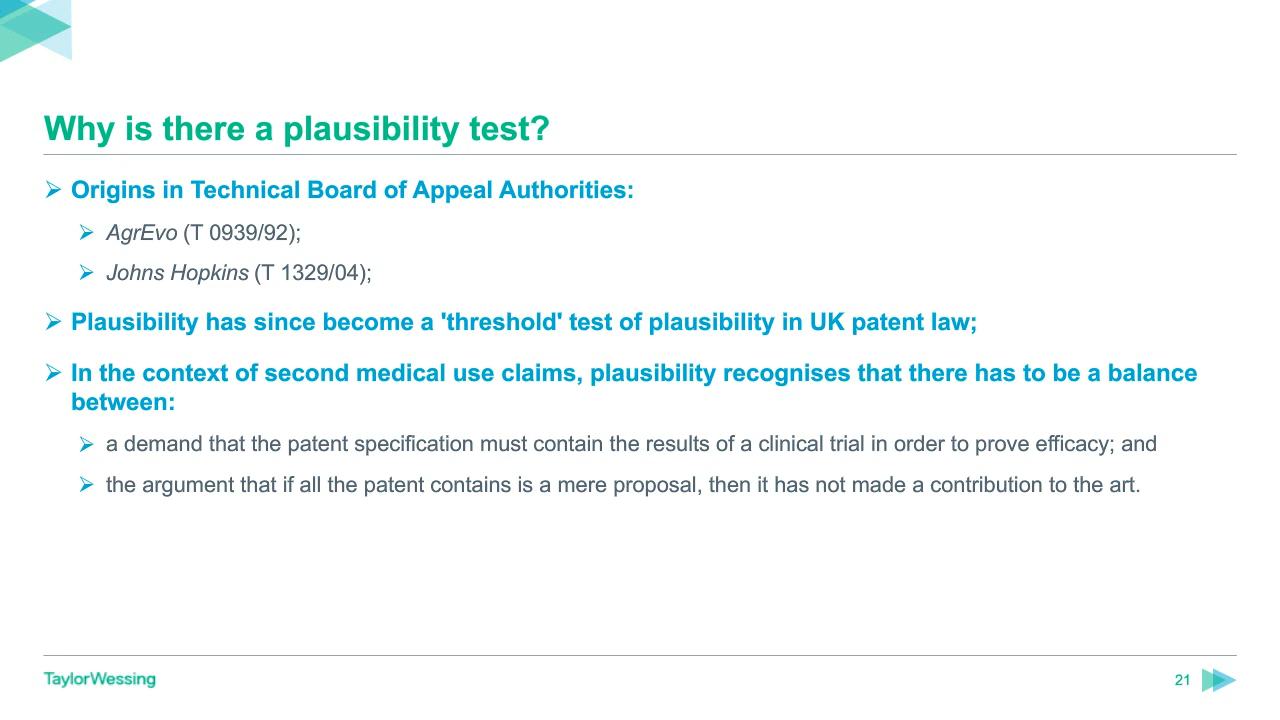 Why is there a plausibility test?
Origins in Technical Board of Appeal Authorities:
AgrEvo (T 0939/92);
Johns Hopkins (T 1329/04);
Plausibility has since become a 'threshold' test of plausibility in UK patent law;
In the context of second medical use claims, plausibility recognises that there has to be a balance
between:
a demand that the patent specification must contain the results of a clinical trial in order to prove efficacy; and
the argument that if all the patent contains is a mere proposal, then it has not made a contribution to the art.
TaylorWessing
21